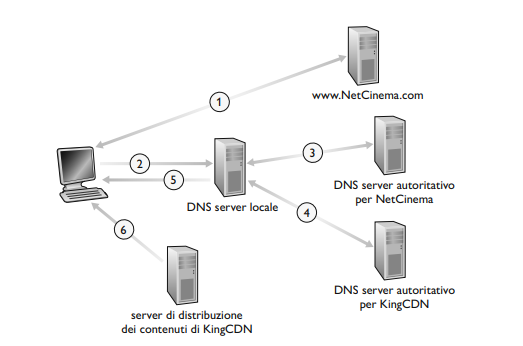 1
www.NetCinema.com
2
3
5
DNS server locale
DNS server autoritativo
per NetCinema
4
6
DNS server autoritativo
per KingCDN
server di distribuzione
dei contenuti di KingCDN